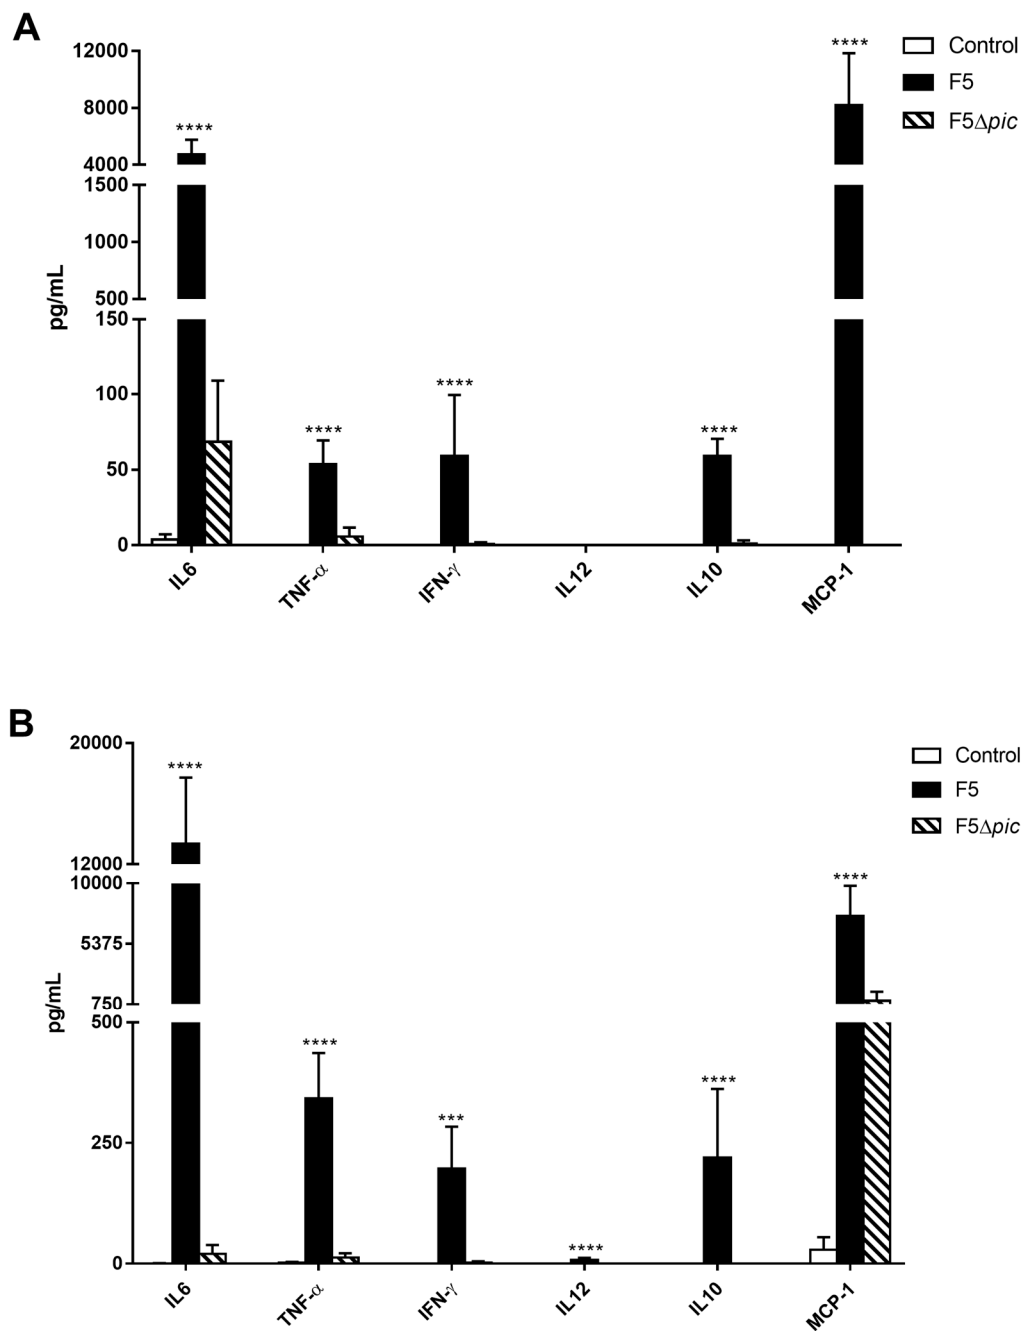 A
Control
F5
F5Δpic
pg/mL
12000
8000
4000
1500
1000
500
150
100
50
0
****
****
****
****
****
IL6
TNF-α
IFN-γ
IL12
IL10
MCP-1
B
Control
F5
F5Δpic
pg/mL
20000
12000
10000
5375
750
500
250
0
****
****
***
****
****
****
IL6
TNF-α
IFN-γ
IL12
IL10
MCP-1